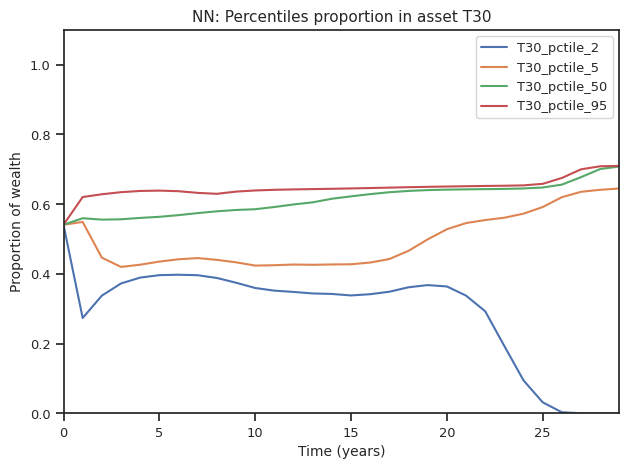 NN: Percentiles proportion in asset T30
T30_pctile_2
T30_pctile_5
T30_pctile_50
T30_pctile_95
Proportion of wealth
1.0
0.8
0.6
0.4
0.2
0.0
0 5 10 15 20 25
Time (years)